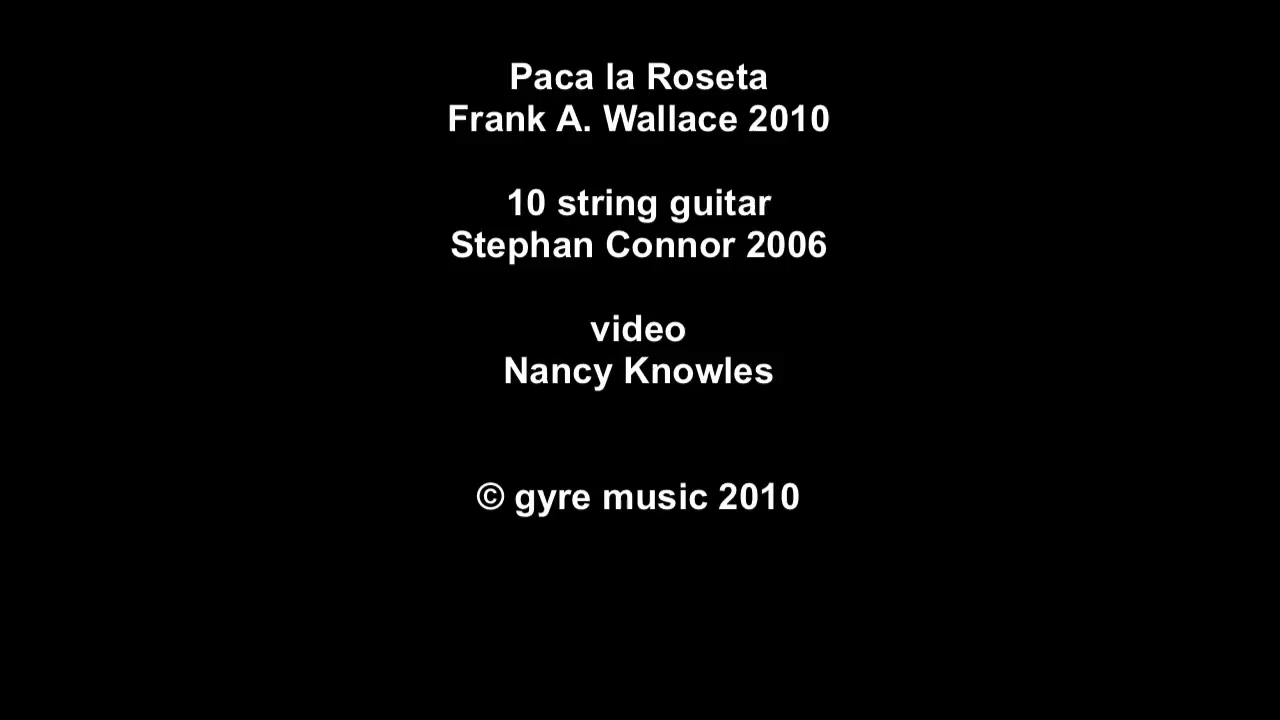 Paca la Roseta
Frank A. Wallace 2010
10 string guitar
Stephan Connor 2006
video
Nancy Knowles
© gyre music 2010